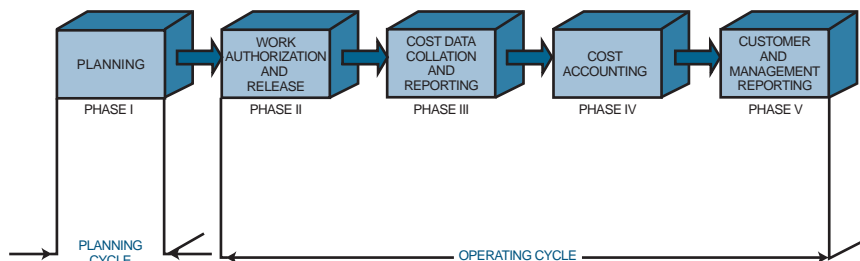 PLANNING
PHASE I
WORK
AUTHORIZATION
AND
RELEASE
PHASE II
COST DATA
COLLATION
AND
REPORTING
PHASE III
COST
ACCOUNTING
PHASE IV
CUSTOMER
AND
MANAGEMENT
REPORTING
PHASE V
PLANNING
CYCLE
OPERATING CYCLE